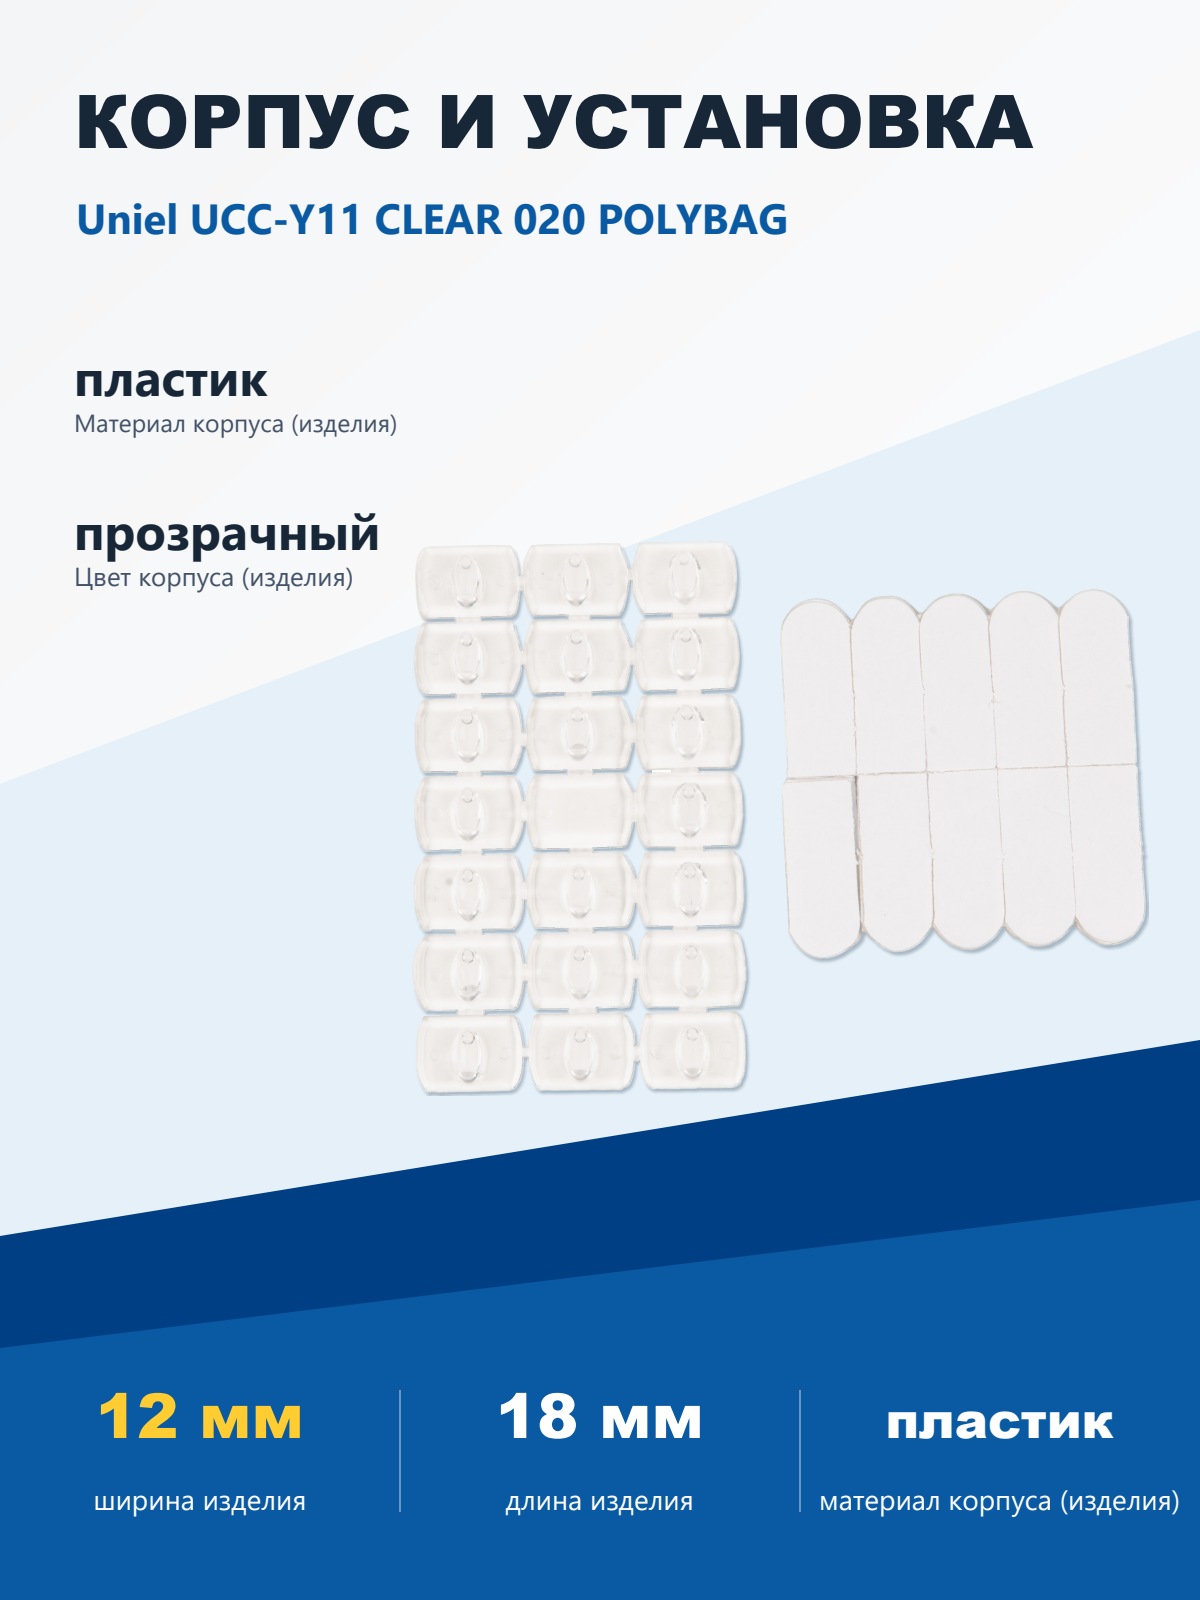 КОРПУС И УСТАНОВКА
Uniel UCC-Y11 CLEAR 020 POLYBAG
пластик
Материал корпуса (изделия)
прозрачный
Цвет корпуса (изделия)
12 мм
ширина изделия
18 мм
длина изделия
пластик
материал корпуса (изделия)